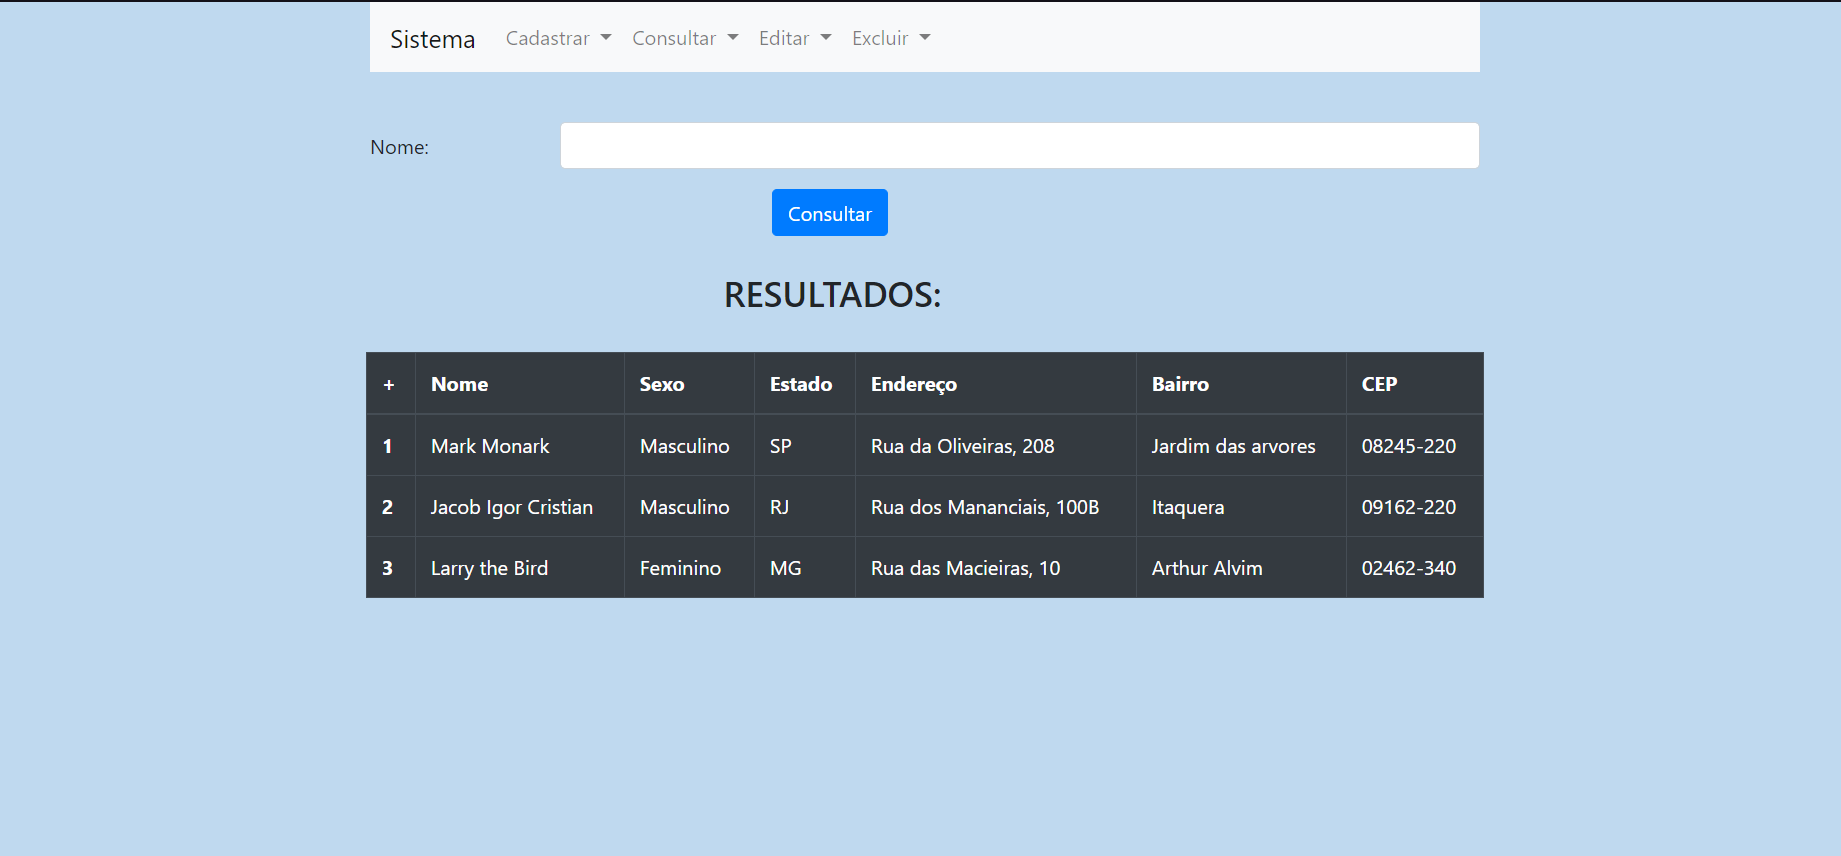 Sistema Cadastrar Consultar Editar Excluir
Nome:
Consultar
RESULTADOS:
+ Nome Sexo Estado Endereço Bairro CEP
1 Mark Monark Masculino SP Rua da Oliveiras, 208 Jardim das arvores 08245-220
2 Jacob Igor Cristian Masculino RJ Rua dos Mananciais, 100B Itaquera 09162-220
3 Larry the Bird Feminino MG Rua das Macieiras, 10 Arthur Alvim 02462-340